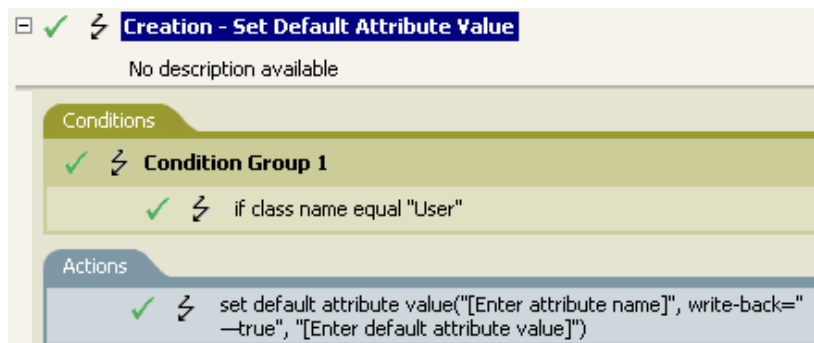 Creation - Set Default Attribute Value
No description available
Conditions
Condition Group 1
if class name equal "User"
Actions
set default attribute value("[Enter attribute name]", write-back="
—true", "[Enter default attribute value]")